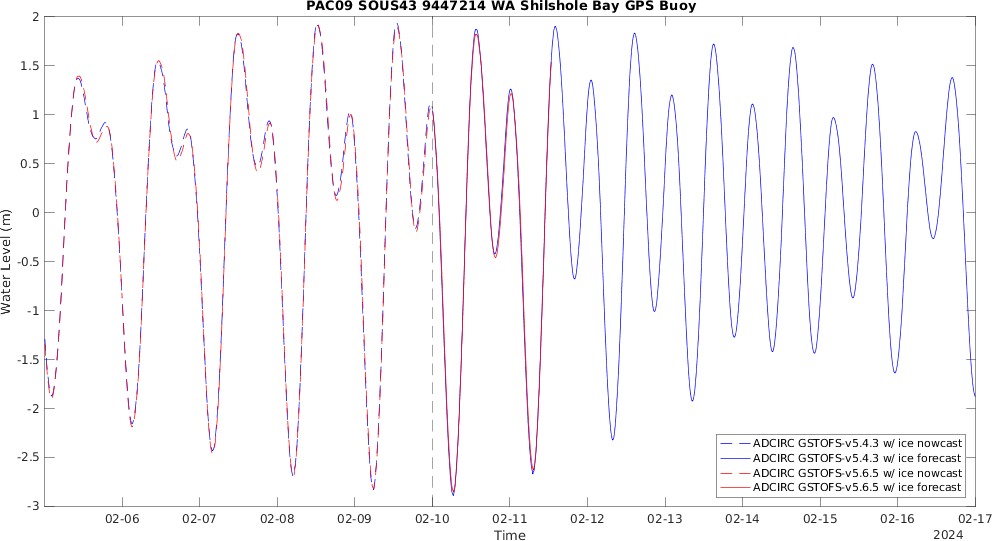 PAC09 SOUS43 9447214 WA Shilshole Bay GPS Buoy
2
1.5
1
0.5
0
-0.5
-1
-1.5
-2
-2.5
-3
Water Level (m)
ADCIRC GSTOFS-v5.4.3 w/ ice nowcast
ADCIRC GSTOFS-v5.4.3 w/ ice forecast
ADCIRC GSTOFS-v5.6.5 w/ ice nowcast
ADCIRC GSTOFS-v5.6.5 w/ ice forecast
02-06 02-07 02-08 02-09 02-10 02-11 02-12 02-13 02-14 02-15 02-16 02-17
Time
2024